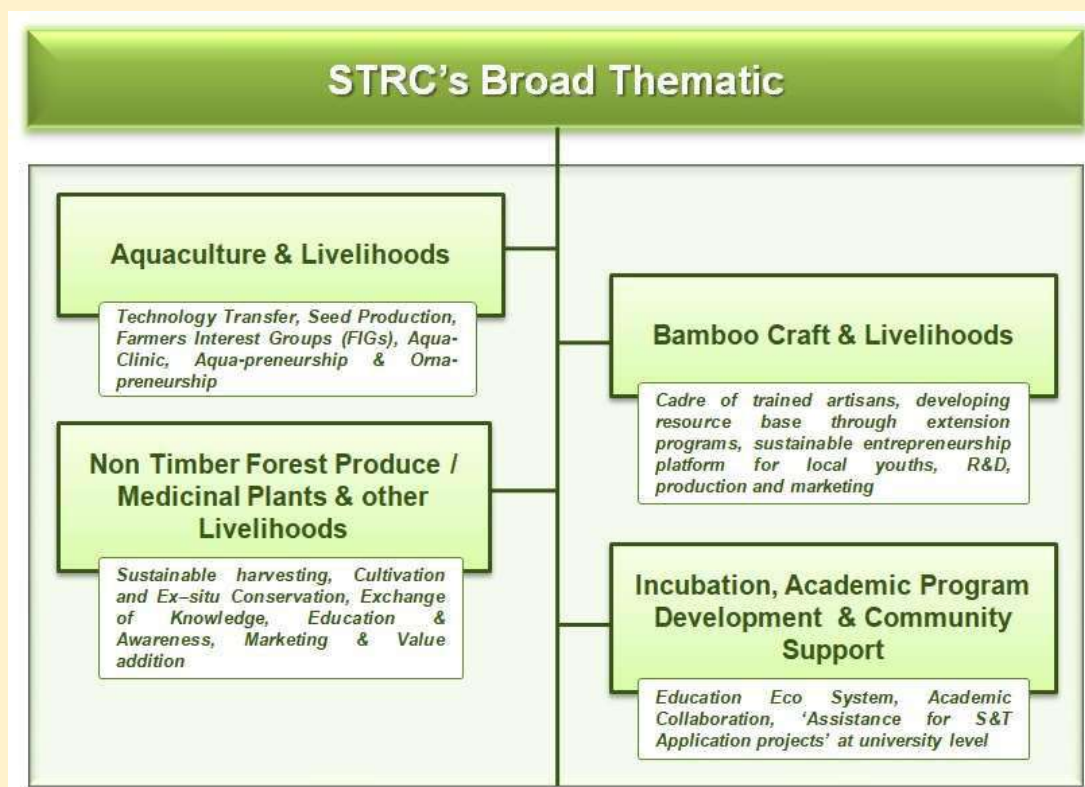 STRC's Broad Thematic
Aquaculture & Livelihoods
Technology Transfer, Seed Production,
Farmers Interest Groups (FIGs), Aqua-
Clinic, Aqua-preneurship & Orna-
preneurship
Bamboo Craft & Livelihoods
Cadre of trained artisans, developing
resource base through extension
programs, sustainable entrepreneurship
platform for local youths, R&D,
production and marketing
Non Timber Forest Produce /
Medicinal Plants & other
Livelihoods
Sustainable harvesting, Cultivation
and Ex–situ Conservation, Exchange
of Knowledge, Education &
Awareness, Marketing & Value
addition
Incubation, Academic Program
Development & Community
Support
Education Eco System, Academic
Collaboration, ‘Assistance for S&T
Application projects’ at university level